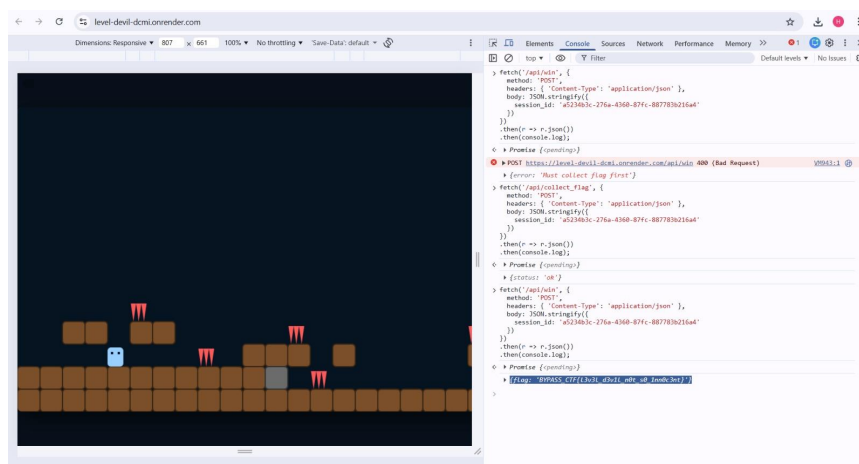 level-devil-dcmi.onrender.com
Dimensions: Responsive ▼ 807 x 661 100% ▼ No throttling ▼ 'Save-Data': default ▼
Elements Console Sources Network Performance Memory >> 1
top ▼ Filter Default levels ▼ No Issues
> fetch('/api/win', {
method: 'POST',
headers: { 'Content-Type': 'application/json' },
body: JSON.stringify({
session_id: 'a5234b3c-276a-4360-87fc-887783b216a4'
})
})
.then(r => r.json())
.then(console.log);
▶ Promise {<pending>}
▶ POST https://level-devil-dcmi.onrender.com/api/win 400 (Bad Request) VM943:1
▶ {error: 'Must collect flag first'}
> fetch('/api/collect_flag', {
method: 'POST',
headers: { 'Content-Type': 'application/json' },
body: JSON.stringify({
session_id: 'a5234b3c-276a-4360-87fc-887783b216a4'
})
})
.then(r => r.json())
.then(console.log);
▶ Promise {<pending>}
▶ {status: 'ok'}
> fetch('/api/win', {
method: 'POST',
headers: { 'Content-Type': 'application/json' },
body: JSON.stringify({
session_id: 'a5234b3c-276a-4360-87fc-887783b216a4'
})
})
.then(r => r.json())
.then(console.log);
▶ Promise {<pending>}